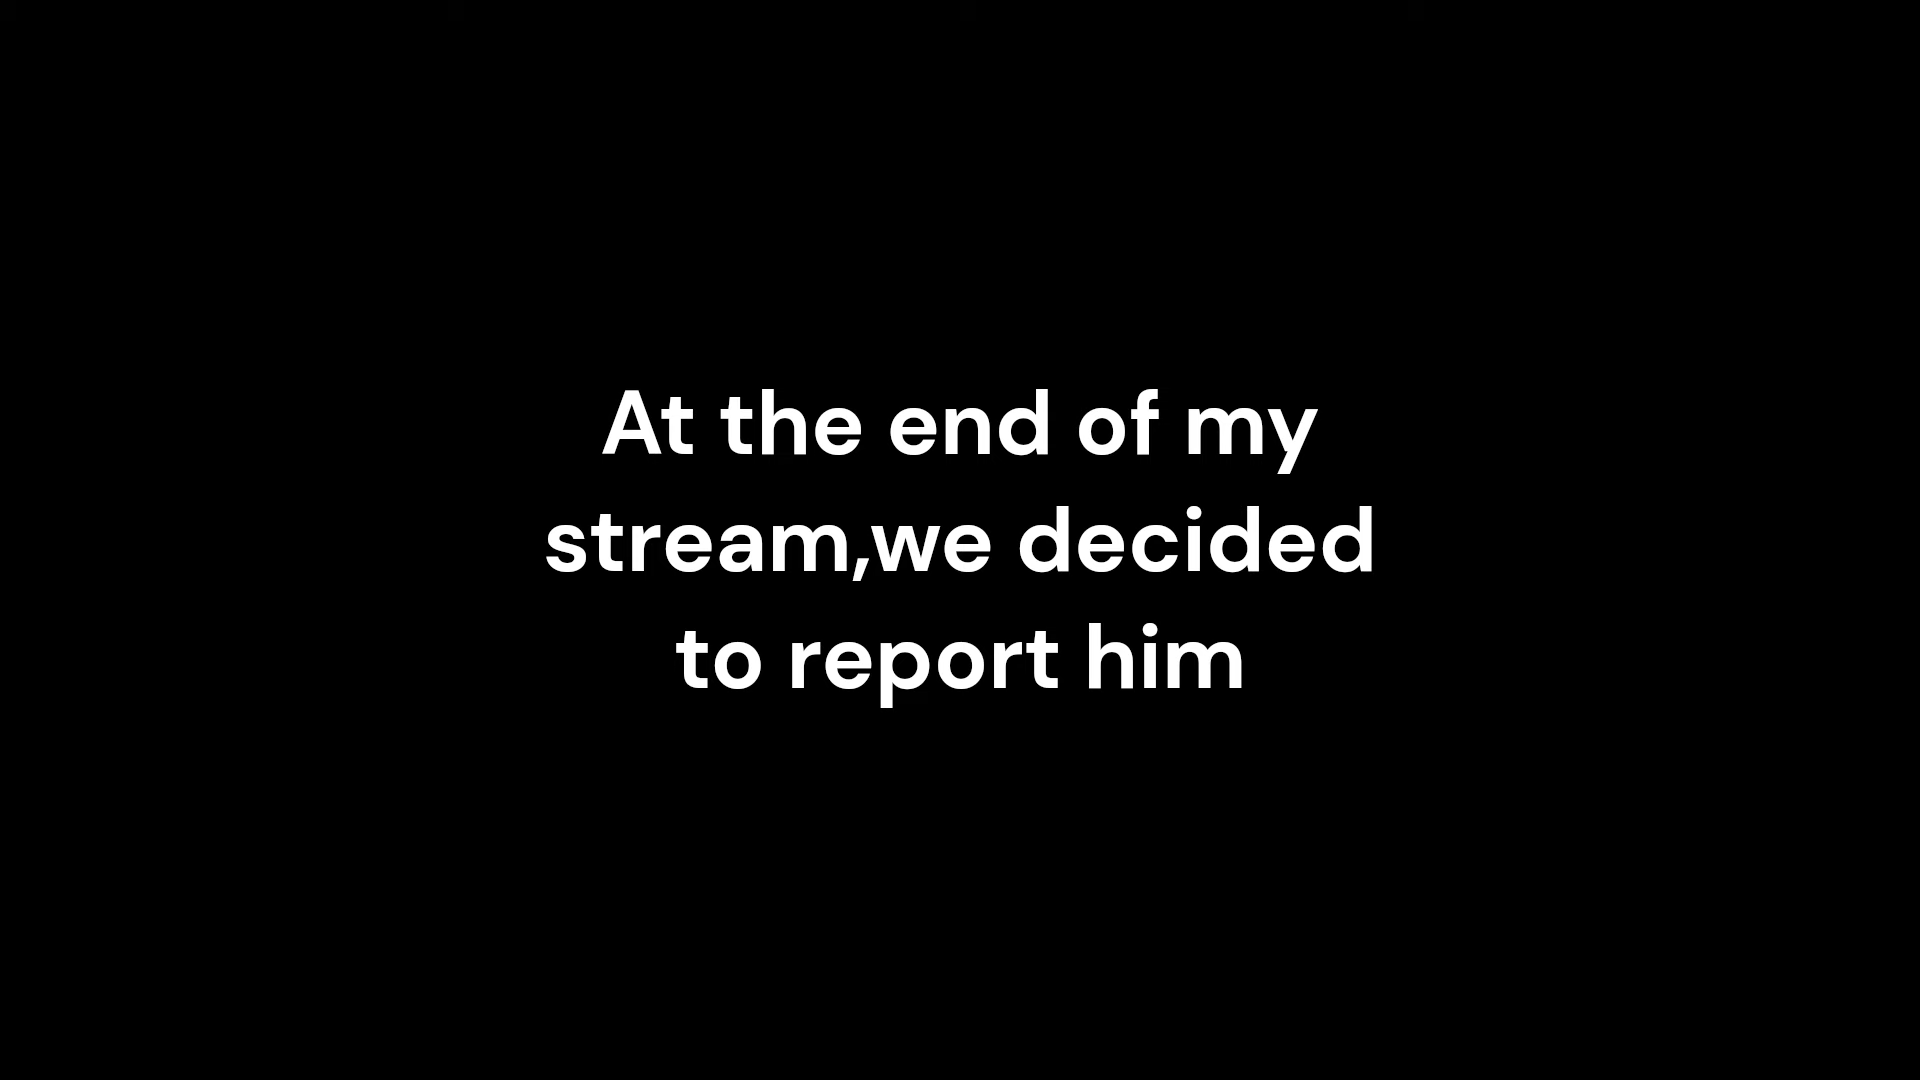 At the end of my
stream,we decided
to report him